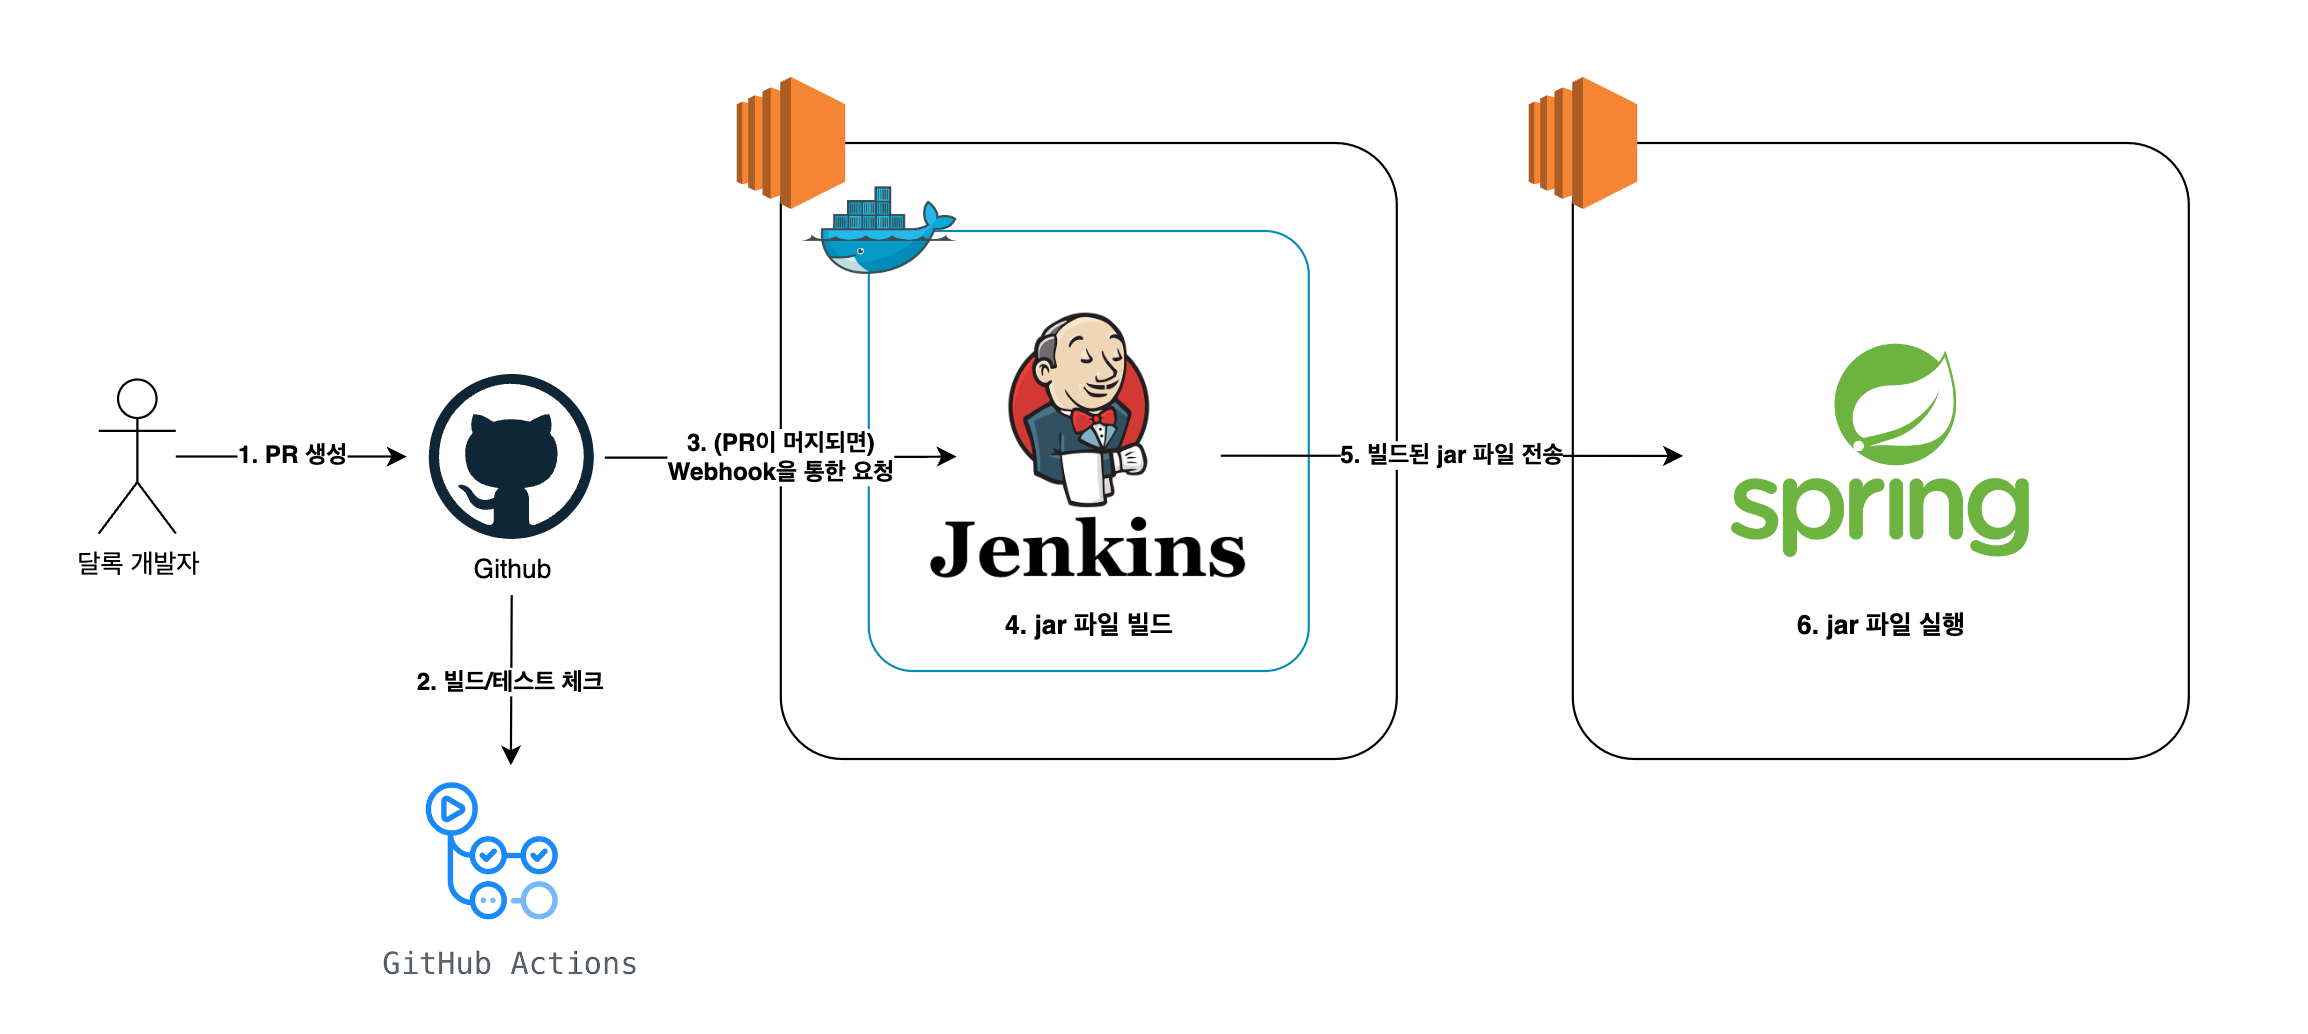 1. PR 생성
달록 개발자
Github
2. 빌드/테스트 체크
GitHub Actions
3. (PR이 머지되면)
Webhook을 통한 요청
Jenkins
4. jar 파일 빌드
5. 빌드된 jar 파일 전송
spring
6. jar 파일 실행